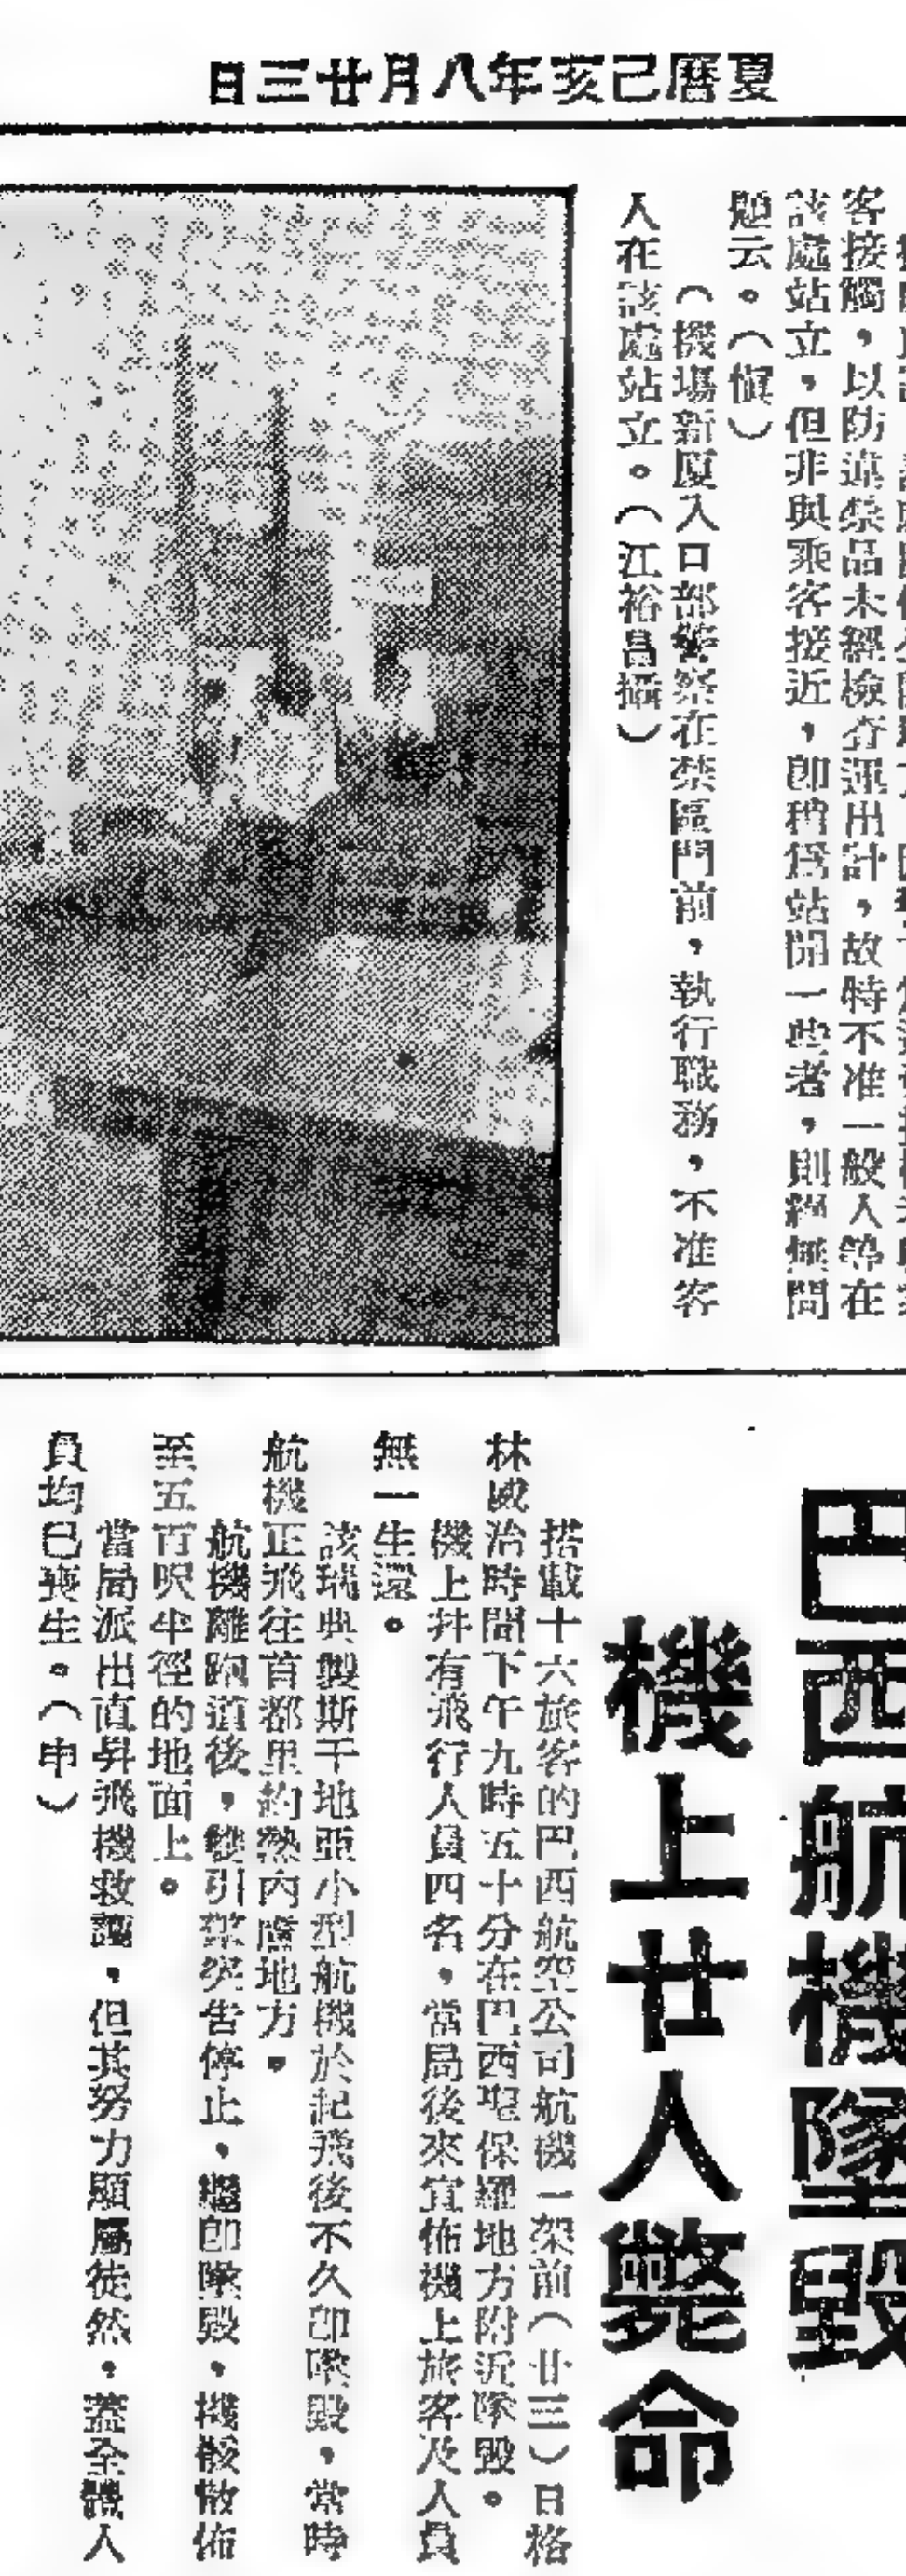 夏曆己亥年八月廿三日
客接觸，以防違禁品未經檢查運出計，故特不准一般人等在
該處站立，但非與乘客接近，卽稍為站開一些者，則絕無問
題云。（愼）
（機場新厦入口部警察在禁區門前，執行職務，不准客
人在該處站立。（江裕昌攝）
巴西航機墜毀
機上廿人斃命
搭載十六旅客的巴西航空公司航機一架前（廿三）日格
林威治時間下午九時五十分在巴西聖保羅地方附近墜毀。
機上幷有飛行人員四名，當局後來宣佈機上旅客及人員
無一生還。
該瑞典製斯干地亞小型航機於起飛後不久卽墜毀，當時
航機正飛往首都里約熱內盧地方。
航機離跑道後，雙引擎突告停止，繼卽墜毀，機骸散佈
至五百呎半徑的地面上。
當局派出直昇飛機救護，但其努力顯屬徒然，蓋全體人
員均已喪生。（申）